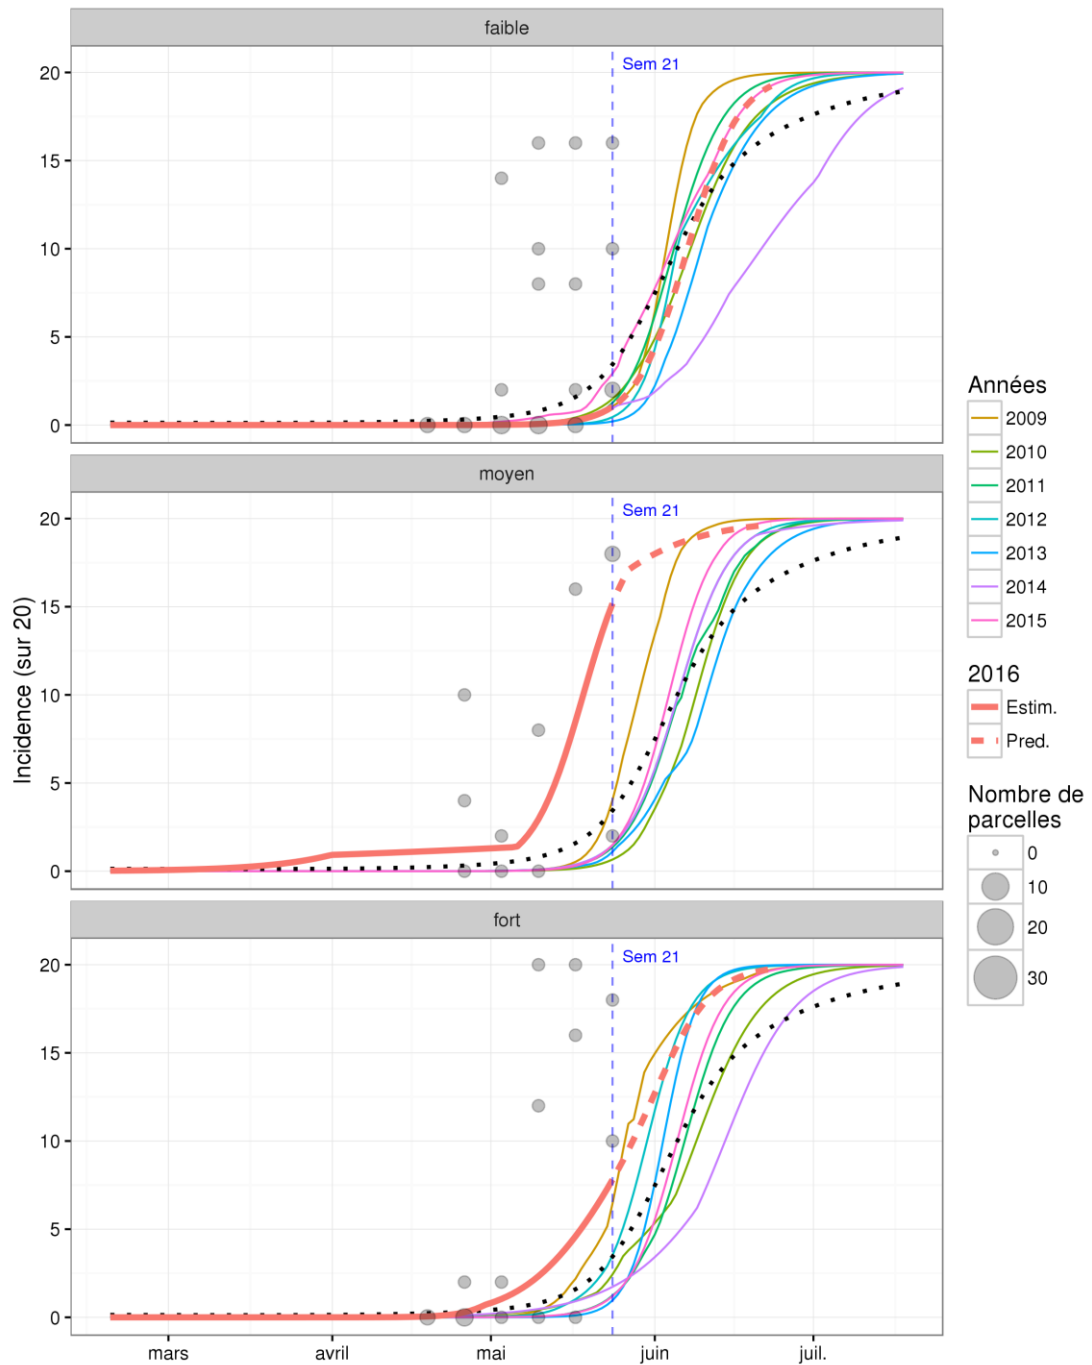 faible
Sem 21
20
15
10
5
0
moyen
Sem 21
20
15
10
5
0
fort
Sem 21
20
15
10
5
0
Incidence (sur 20)
mars avril mai juin juil.
Années
2009
2010
2011
2012
2013
2014
2015
2016
Estim.
Pred.
Nombre de
parcelles
0
10
20
30